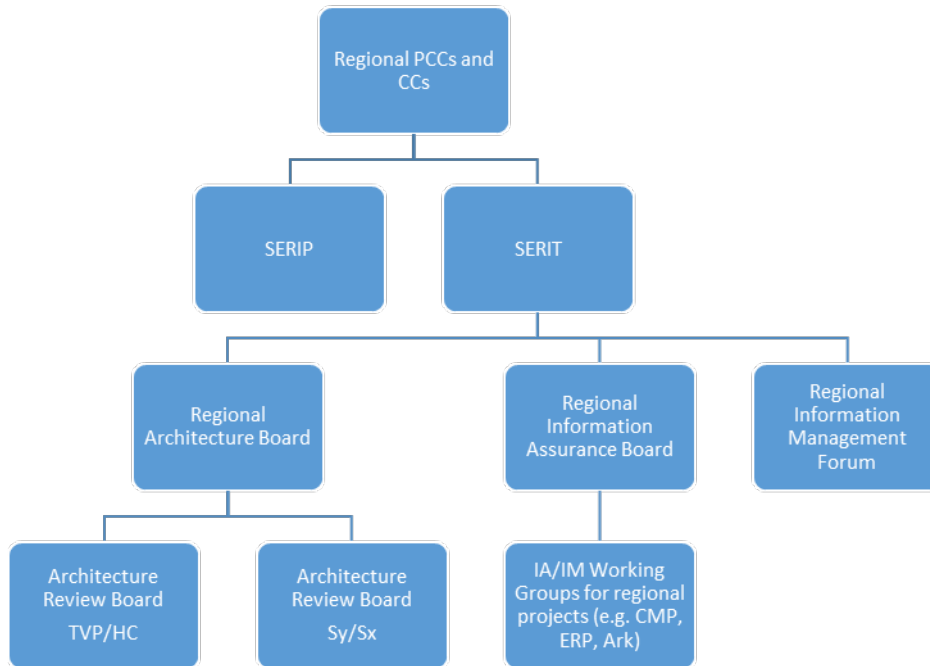 Regional PCCs and
CCs
SERIP
SERIT
Regional
Architecture Board
Regional
Information
Assurance Board
Regional
Information
Management
Forum
Architecture
Review Board
TVP/HC
Architecture
Review Board
Sy/Sx
IA/IM Working
Groups for regional
projects (e.g. CMP,
ERP, Ark)